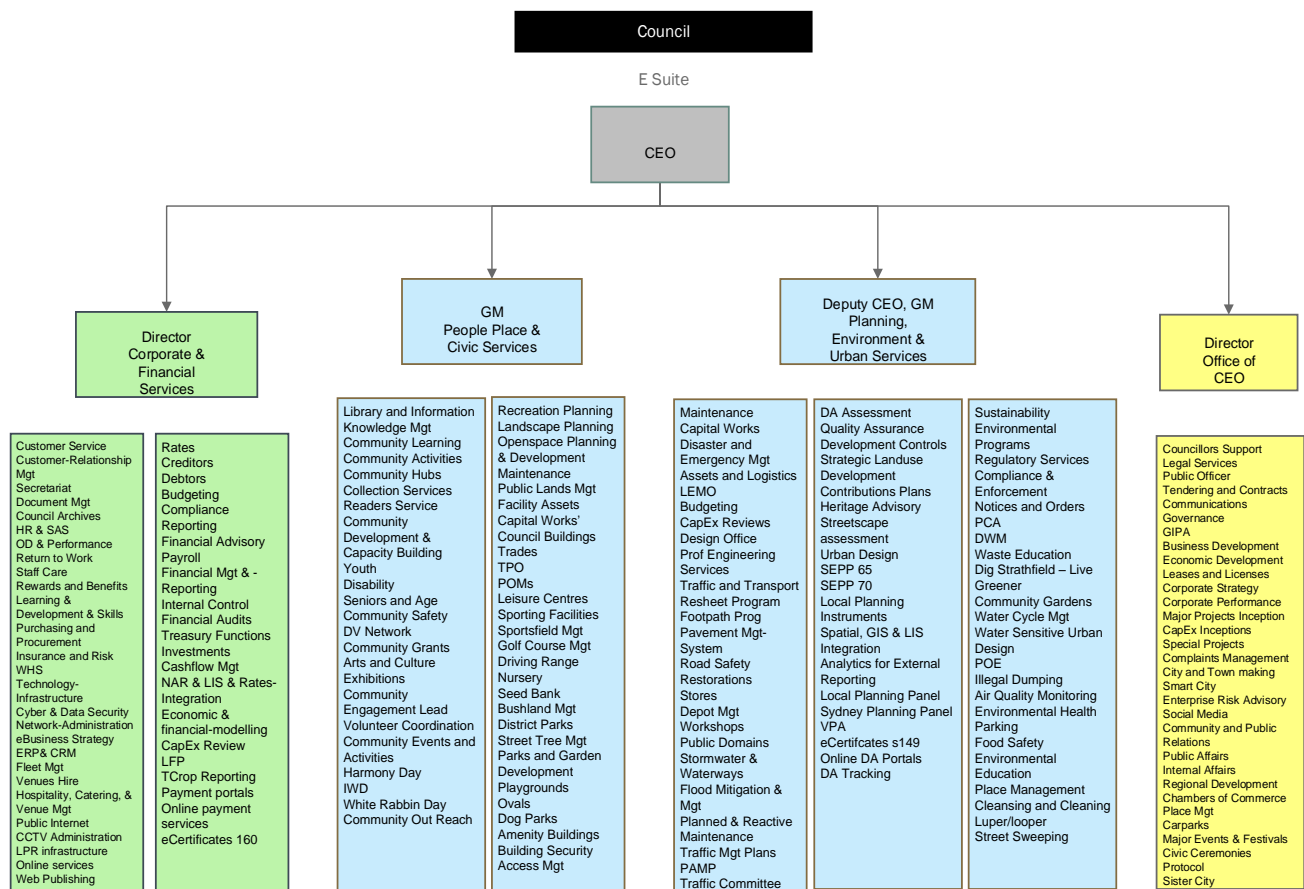 Council
E Suite
CEO
Director
Corporate &
Financial
Services
GM
People Place &
Civic Services
Deputy CEO, GM
Planning,
Environment &
Urban Services
Director
Office of
CEO
Customer Service
Customer-Relationship
Mgt
Secretariat
Document Mgt
Council Archives
HR & SAS
OD & Performance
Return to Work
Staff Care
Rewards and Benefits
Learning &
Development & Skills
Purchasing and
Procurement
Insurance and Risk
WHS
Technology-
Infrastructure
Cyber & Data Security
Network-Administration
eBusiness Strategy
ERP& CRM
Fleet Mgt
Venues Hire
Hospitality, Catering, &
Venue Mgt
Public Internet
CCTV Administration
LPR infrastructure
Online services
Web Publishing
Rates
Creditors
Debtors
Budgeting
Compliance
Reporting
Financial Advisory
Payroll
Financial Mgt & -
Reporting
Internal Control
Financial Audits
Treasury Functions
Investments
Cashflow Mgt
NAR & LIS & Rates-
Integration
Economic &
financial-modelling
CapEx Review
LFP
TCrop Reporting
Payment portals
Online payment
services
eCertificates 160
Library and Information
Knowledge Mgt
Community Learning
Community Activities
Community Hubs
Collection Services
Readers Service
Community
Development &
Capacity Building
Youth
Disability
Seniors and Age
Community Safety
DV Network
Community Grants
Arts and Culture
Exhibitions
Community
Engagement Lead
Volunteer Coordination
Community Events and
Activities
Harmony Day
IWD
White Rabbin Day
Community Out Reach
Recreation Planning
Landscape Planning
Openspace Planning
& Development
Maintenance
Public Lands Mgt
Facility Assets
Capital Works'
Council Buildings
Trades
TPO
POMs
Leisure Centres
Sporting Facilities
Sportsfield Mgt
Golf Course Mgt
Driving Range
Nursery
Seed Bank
Bushland Mgt
District Parks
Street Tree Mgt
Parks and Garden
Development
Playgrounds
Ovals
Dog Parks
Amenity Buildings
Building Security
Access Mgt
Maintenance
Capital Works
Disaster and
Emergency Mgt
Assets and Logistics
LEMO
Budgeting
CapEx Reviews
Design Office
Prof Engineering
Services
Traffic and Transport
Resheet Program
Footpath Prog
Pavement Mgt-
System
Road Safety
Restorations
Stores
Depot Mgt
Workshops
Public Domains
Stormwater &
Waterways
Flood Mitigation &
Mgt
Planned & Reactive
Maintenance
Traffic Mgt Plans
PAMP
Traffic Committee
DA Assessment
Quality Assurance
Development Controls
Strategic Landuse
Development
Contributions Plans
Heritage Advisory
Streetscape
assessment
Urban Design
SEPP 65
SEPP 70
Local Planning
Instruments
Spatial, GIS & LIS
Integration
Analytics for External
Reporting
Local Planning Panel
Sydney Planning Panel
VPA
eCertifcates s149
Online DA Portals
DA Tracking
Sustainability
Environmental
Programs
Regulatory Services
Compliance &
Enforcement
Notices and Orders
PCA
DWM
Waste Education
Dig Strathfield – Live
Greener
Community Gardens
Water Cycle Mgt
Water Sensitive Urban
Design
POE
Illegal Dumping
Air Quality Monitoring
Environmental Health
Parking
Food Safety
Environmental
Education
Place Management
Cleansing and Cleaning
Luper/looper
Street Sweeping
Councillors Support
Legal Services
Public Officer
Tendering and Contracts
Communications
Governance
GIPA
Business Development
Economic Development
Leases and Licenses
Corporate Strategy
Corporate Performance
Major Projects Inception
CapEx Inceptions
Special Projects
Complaints Management
City and Town making
Smart City
Enterprise Risk Advisory
Social Media
Community and Public
Relations
Public Affairs
Internal Affairs
Regional Development
Chambers of Commerce
Place Mgt
Carparks
Major Events & Festivals
Civic Ceremonies
Protocol
Sister City